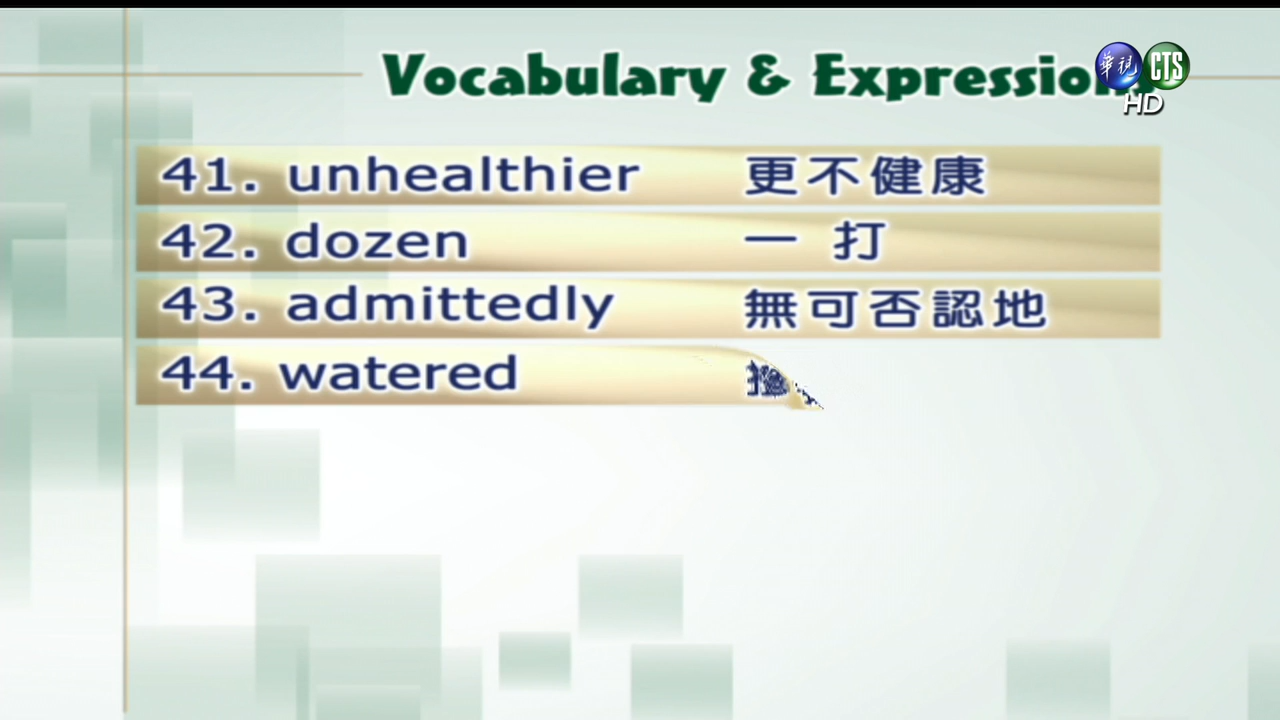 Vocabulary & Expressions
華視 CTS
HD
41. unhealthier 更不健康
42. dozen 一 打
43. admittedly 無可否認地
44. watered